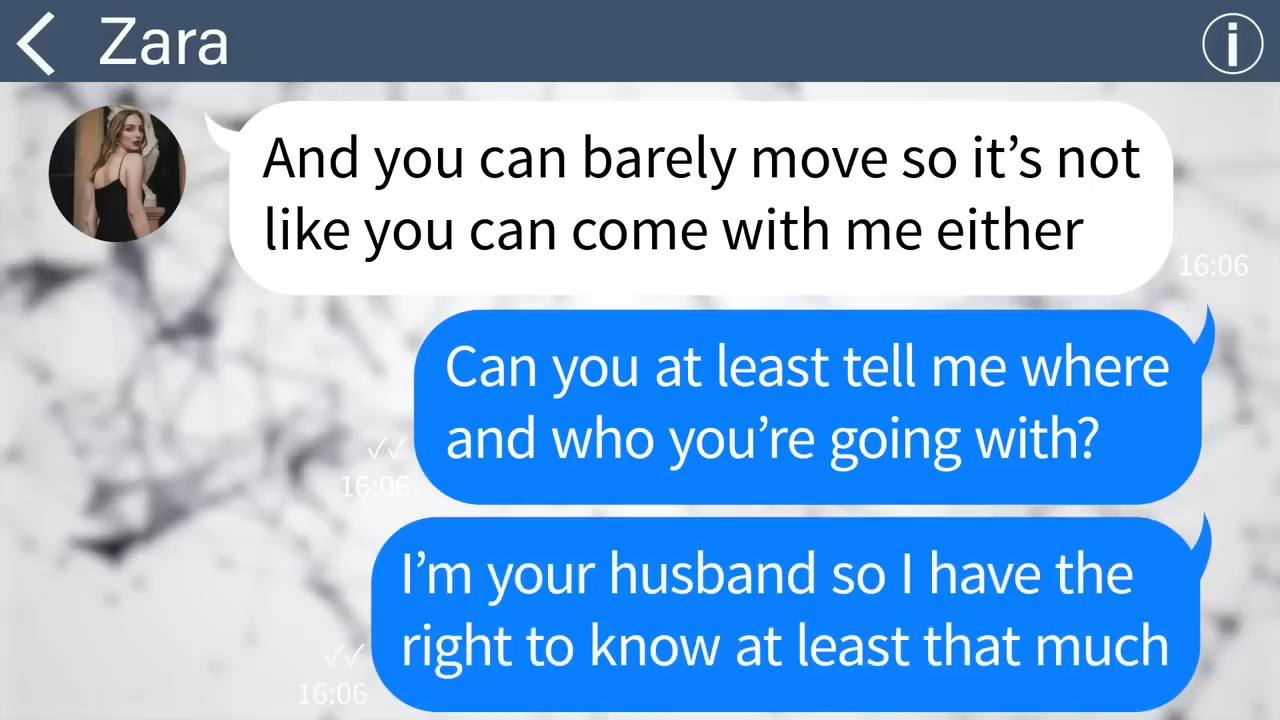 Zara
And you can barely move so it's not
like you can come with me either
16:06
Can you at least tell me where
and who you're going with?
16:06
I'm your husband so I have the
right to know at least that much
16:06